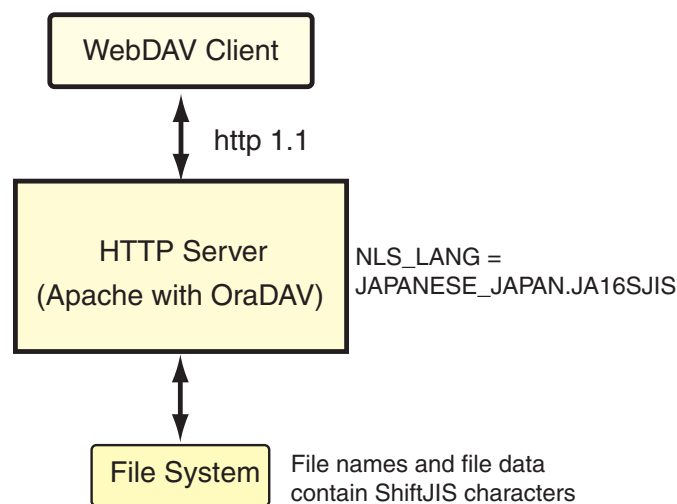 WebDAV Client
http 1.1
HTTP Server
(Apache with OraDAV)
NLS_LANG =
JAPANESE_JAPAN.JA16SJIS
File System
File names and file data
contain ShiftJIS characters